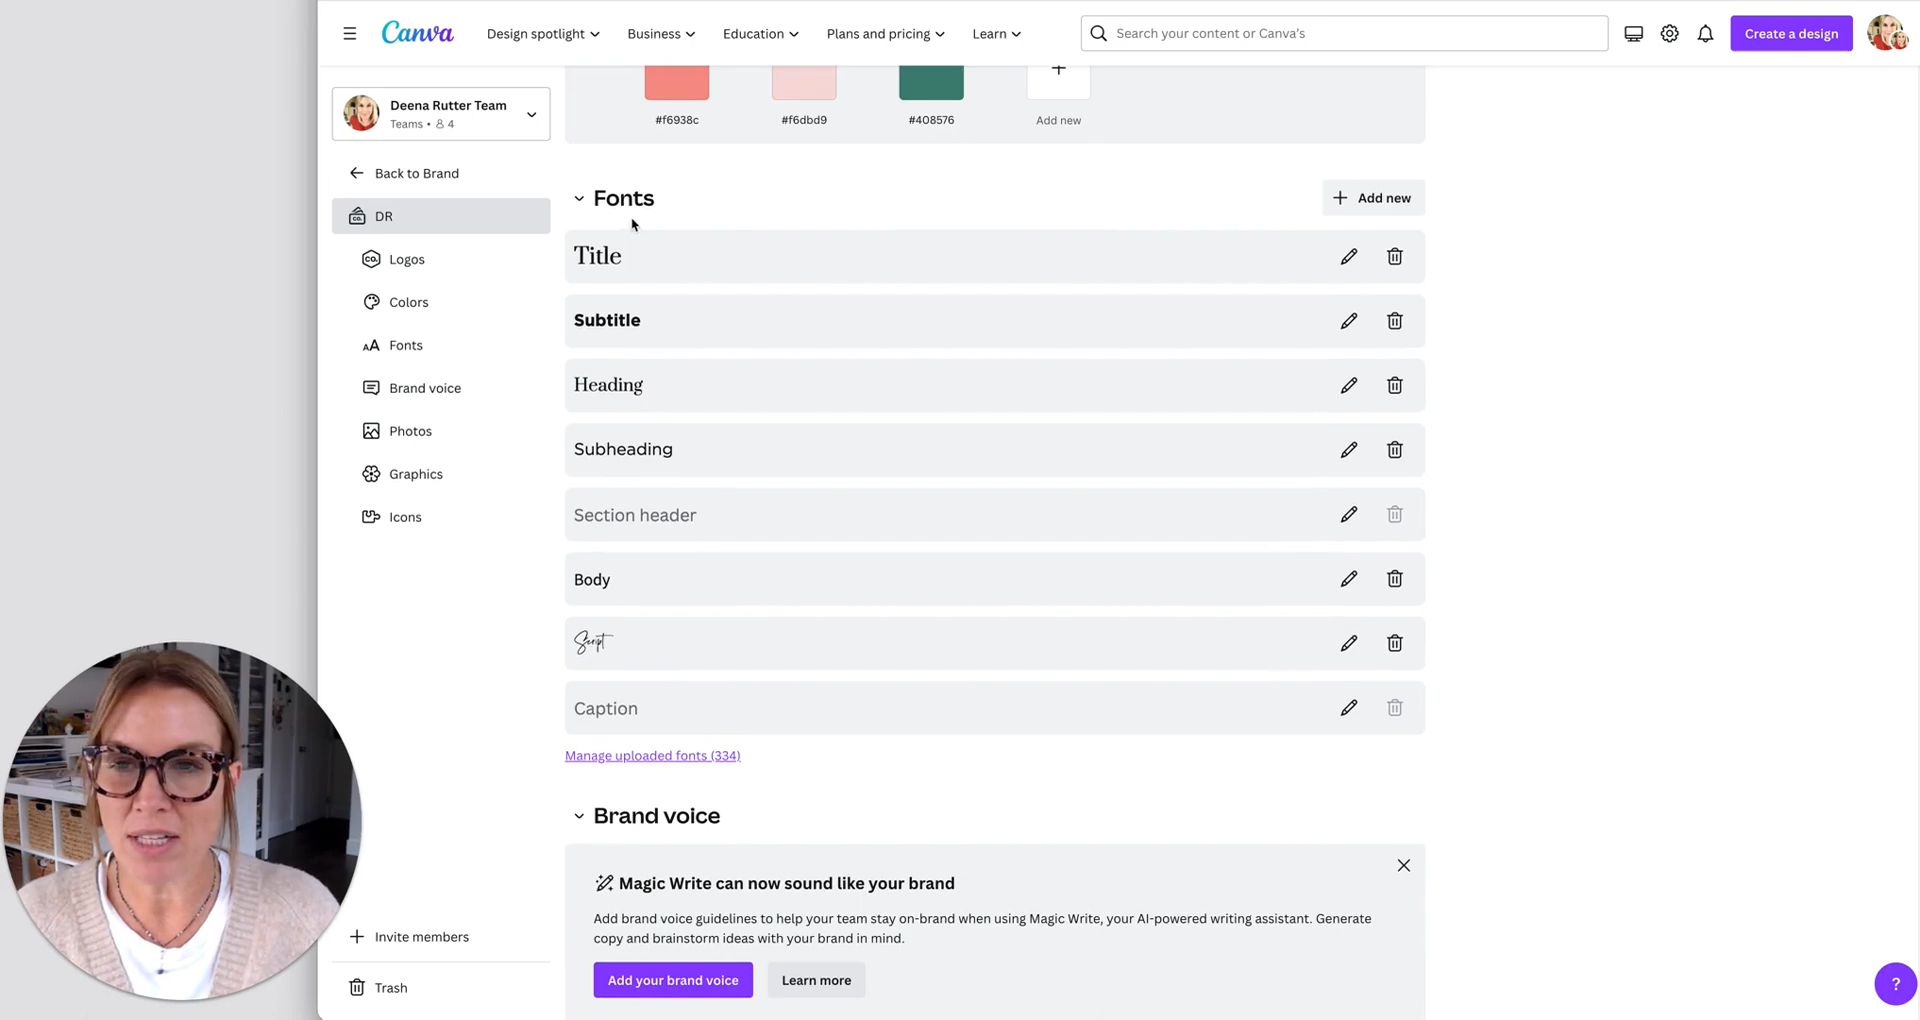 Canva
Design spotlight
Business
Education
Plans and pricing
Learn
Search your content or Canva's
Create a design
Deena Rutter Team
Teams • 4
Back to Brand
DR
Logos
Colors
Fonts
Brand voice
Photos
Graphics
Icons
Invite members
Trash
#f6938c
#f6dbd9
#408576
Add new
Fonts
Add new
Title
Subtitle
Heading
Subheading
Section header
Body
Script
Caption
Manage uploaded fonts (334)
Brand voice
Magic Write can now sound like your brand
Add brand voice guidelines to help your team stay on-brand when using Magic Write, your AI-powered writing assistant. Generate
copy and brainstorm ideas with your brand in mind.
Add your brand voice
Learn more
?